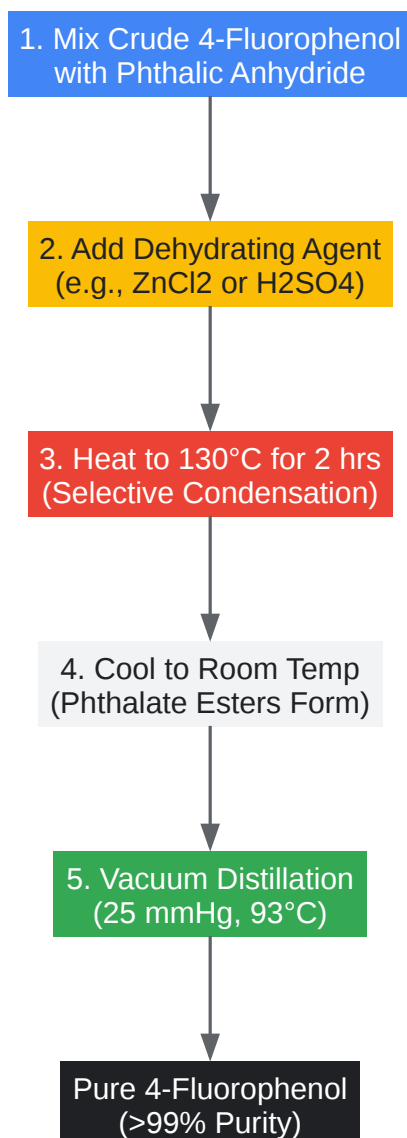 1. Mix Crude 4-Fluorophenol
with Phthalic Anhydride
2. Add Dehydrating Agent
(e.g., ZnCl2 or H2SO4)
3. Heat to 130°C for 2 hrs
(Selective Condensation)
4. Cool to Room Temp
(Phthalate Esters Form)
5. Vacuum Distillation
(25 mmHg, 93°C)
Pure 4-Fluorophenol
(>99% Purity)